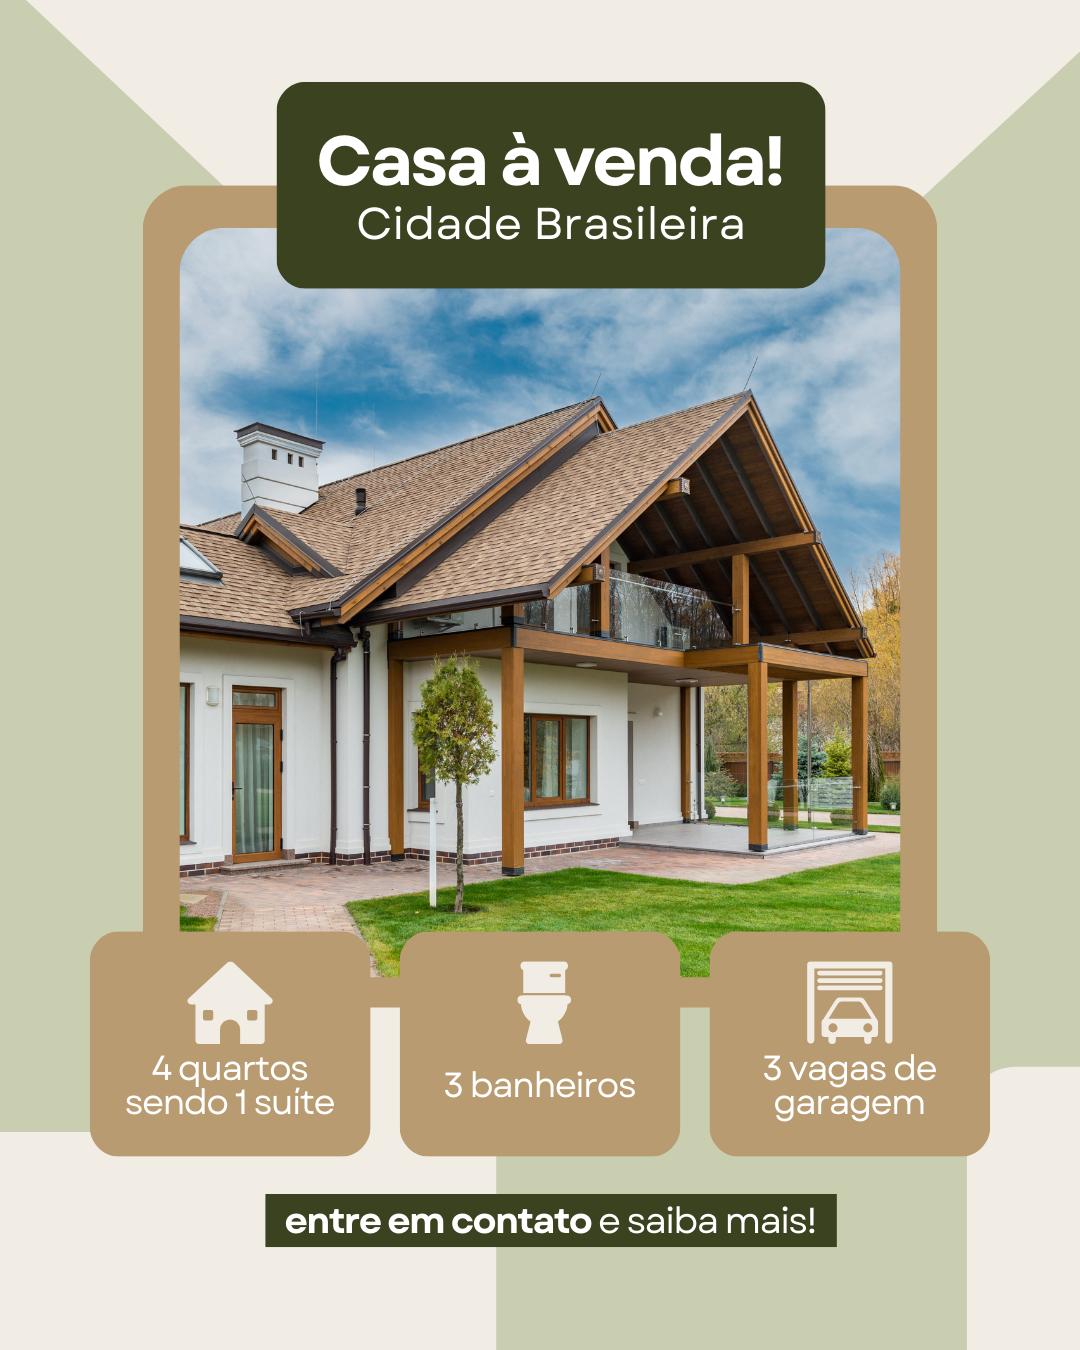 Casa à venda!
Cidade Brasileira
4 quartos
sendo 1 suíte
3 banheiros
3 vagas de
garagem
entre em contato e saiba mais!